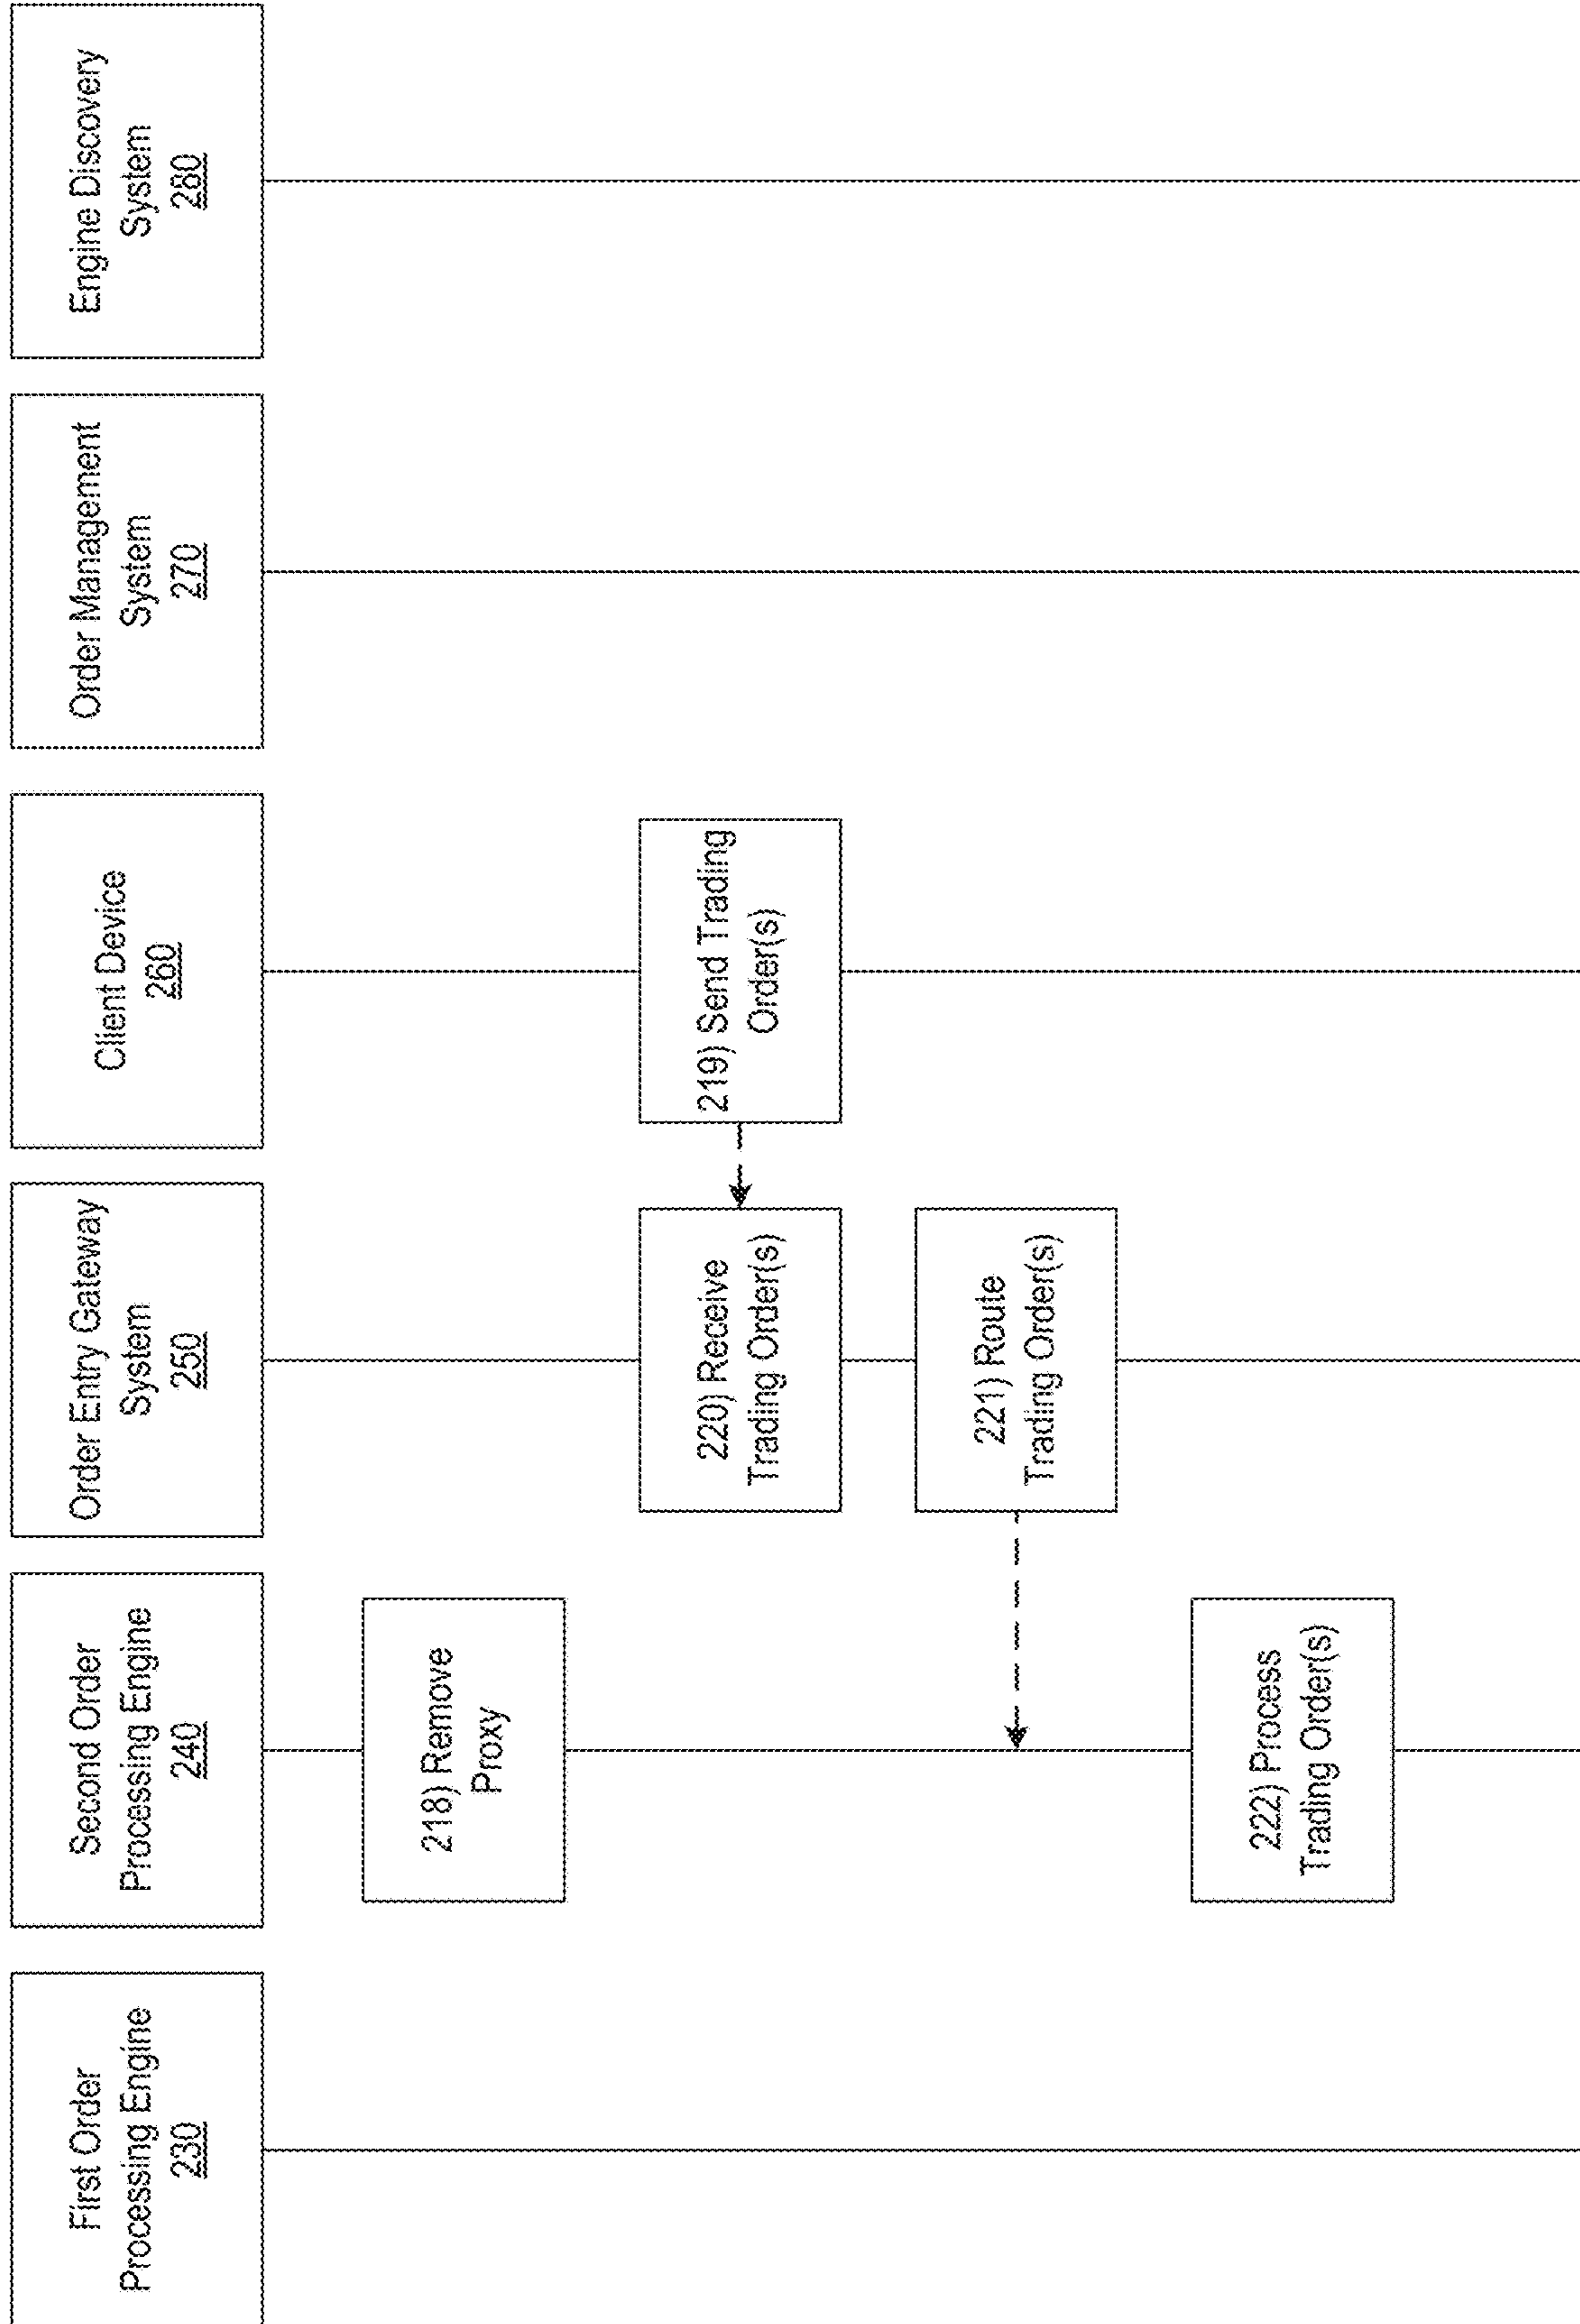 First Order
Processing Engine
230
Second Order
Processing Engine
240
Order Entry Gateway
System
250
Client Device
260
Order Management
System
270
Engine Discovery
System
280
218) Remove
Proxy
219) Send Trading
Order(s)
220) Receive
Trading Order(s)
221) Route
Trading Order(s)
222) Process
Trading Order(s)